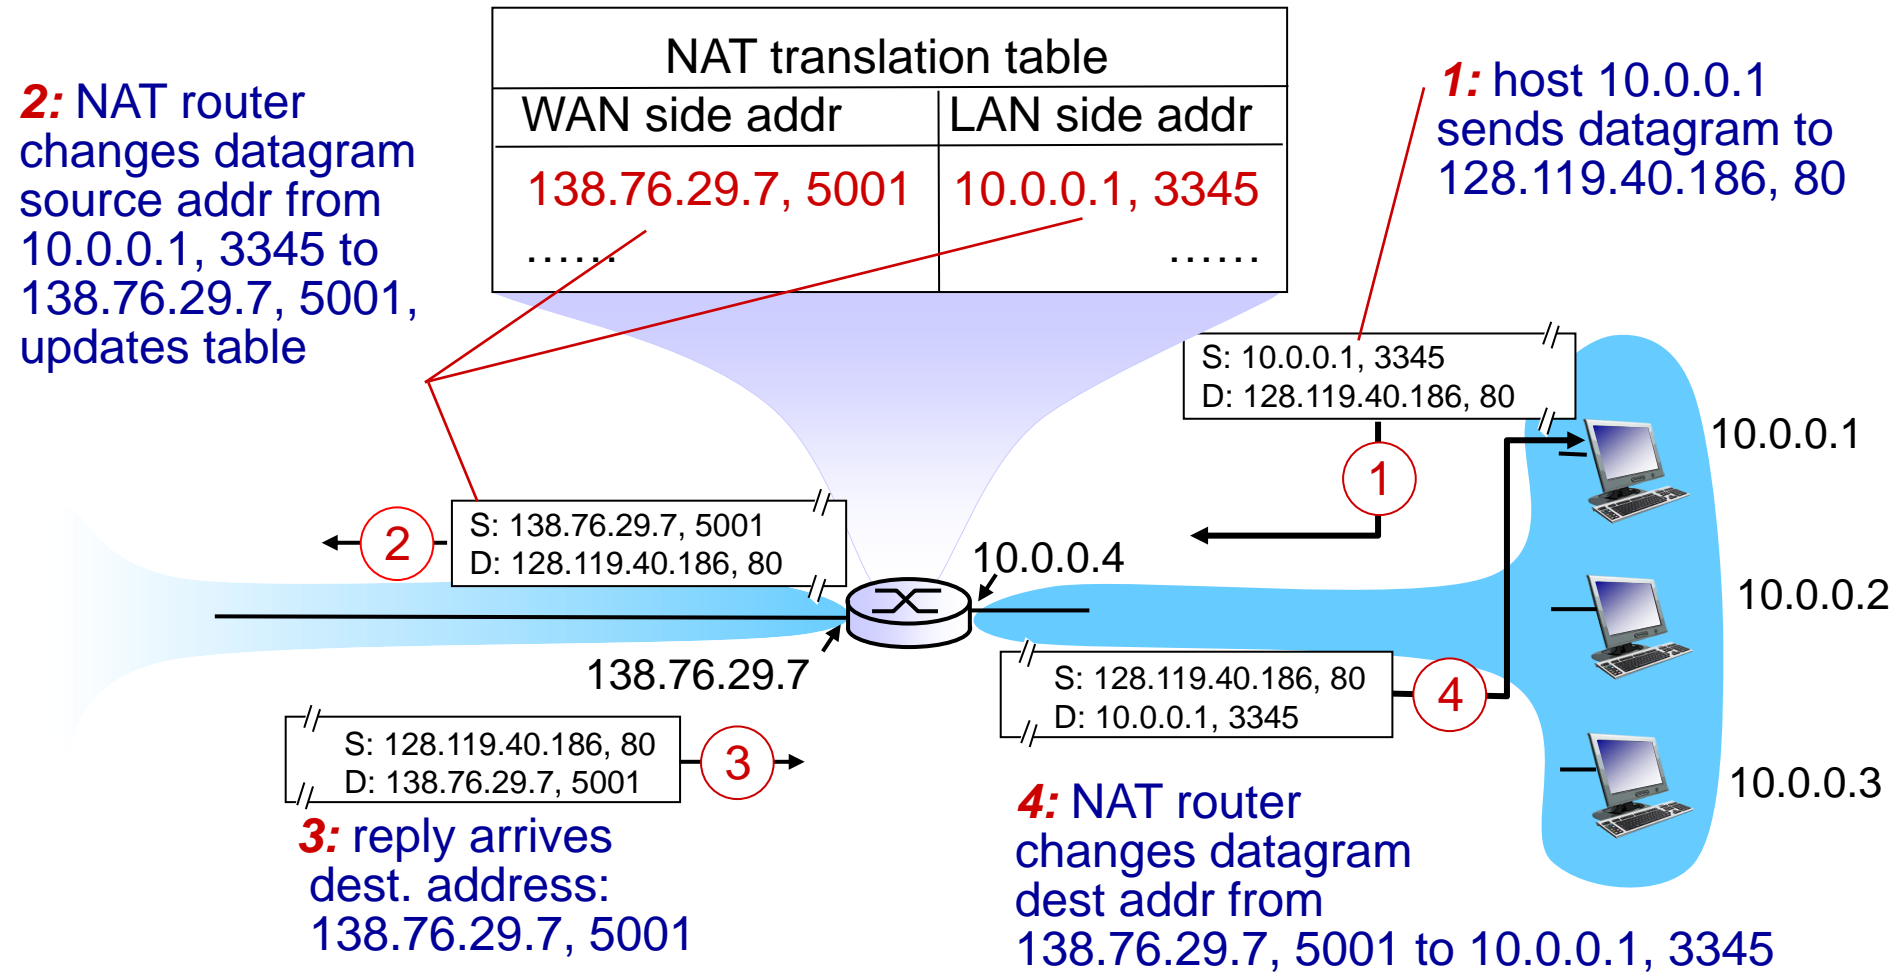 NAT translation table
WAN side addr
LAN side addr
138.76.29.7, 5001
10.0.0.1, 3345
......
......
2: NAT router
changes datagram
source addr from
10.0.0.1, 3345 to
138.76.29.7, 5001,
updates table
1: host 10.0.0.1
sends datagram to
128.119.40.186, 80
S: 10.0.0.1, 3345
D: 128.119.40.186, 80
1
10.0.0.1
S: 138.76.29.7, 5001
D: 128.119.40.186, 80
2
10.0.0.4
10.0.0.2
138.76.29.7
S: 128.119.40.186, 80
D: 10.0.0.1, 3345
4
S: 128.119.40.186, 80
D: 138.76.29.7, 5001
3
10.0.0.3
3: reply arrives
dest. address:
138.76.29.7, 5001
4: NAT router
changes datagram
dest addr from
138.76.29.7, 5001 to 10.0.0.1, 3345